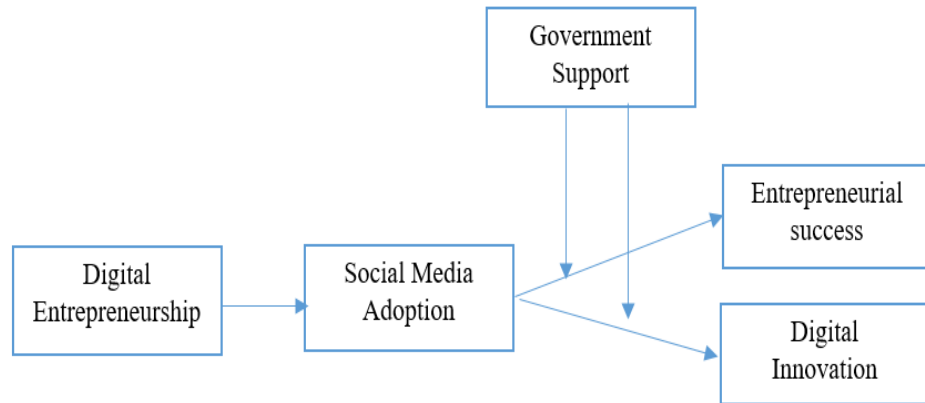 Government
Support
Entrepreneurial
success
Digital
Entrepreneurship
Social Media
Adoption
Digital
Innovation